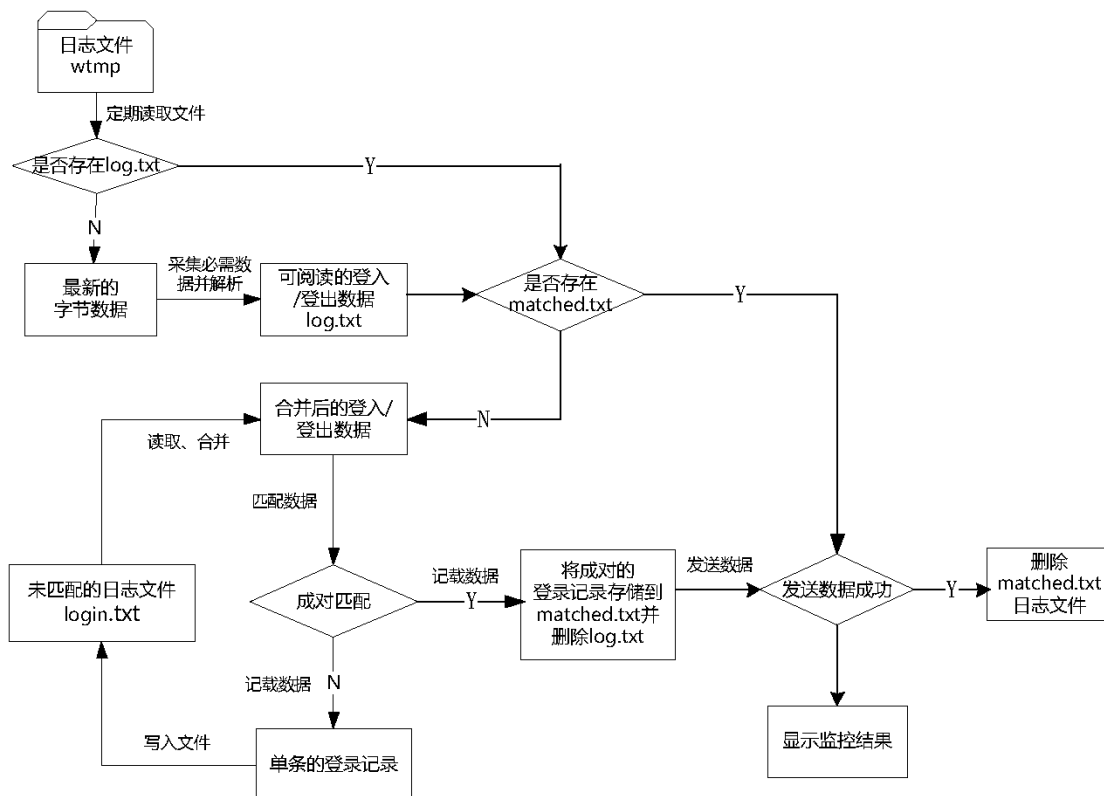 日志文件
wtmp
定期读取文件
是否存在log.txt
Y
N
最新的
字节数据
采集必需数
据并解析
可阅读的登入
/登出数据
log.txt
是否存在
matched.txt
Y
N
合并后的登入/
登出数据
读取、合并
匹配数据
未匹配的日志文件
login.txt
成对匹配
记载数据
Y
将成对的
登录记录存储到
matched.txt并
删除log.txt
发送数据
发送数据成功
Y
删除
matched.txt
日志文件
记载数据
N
写入文件
单条的登录记录
显示监控结果